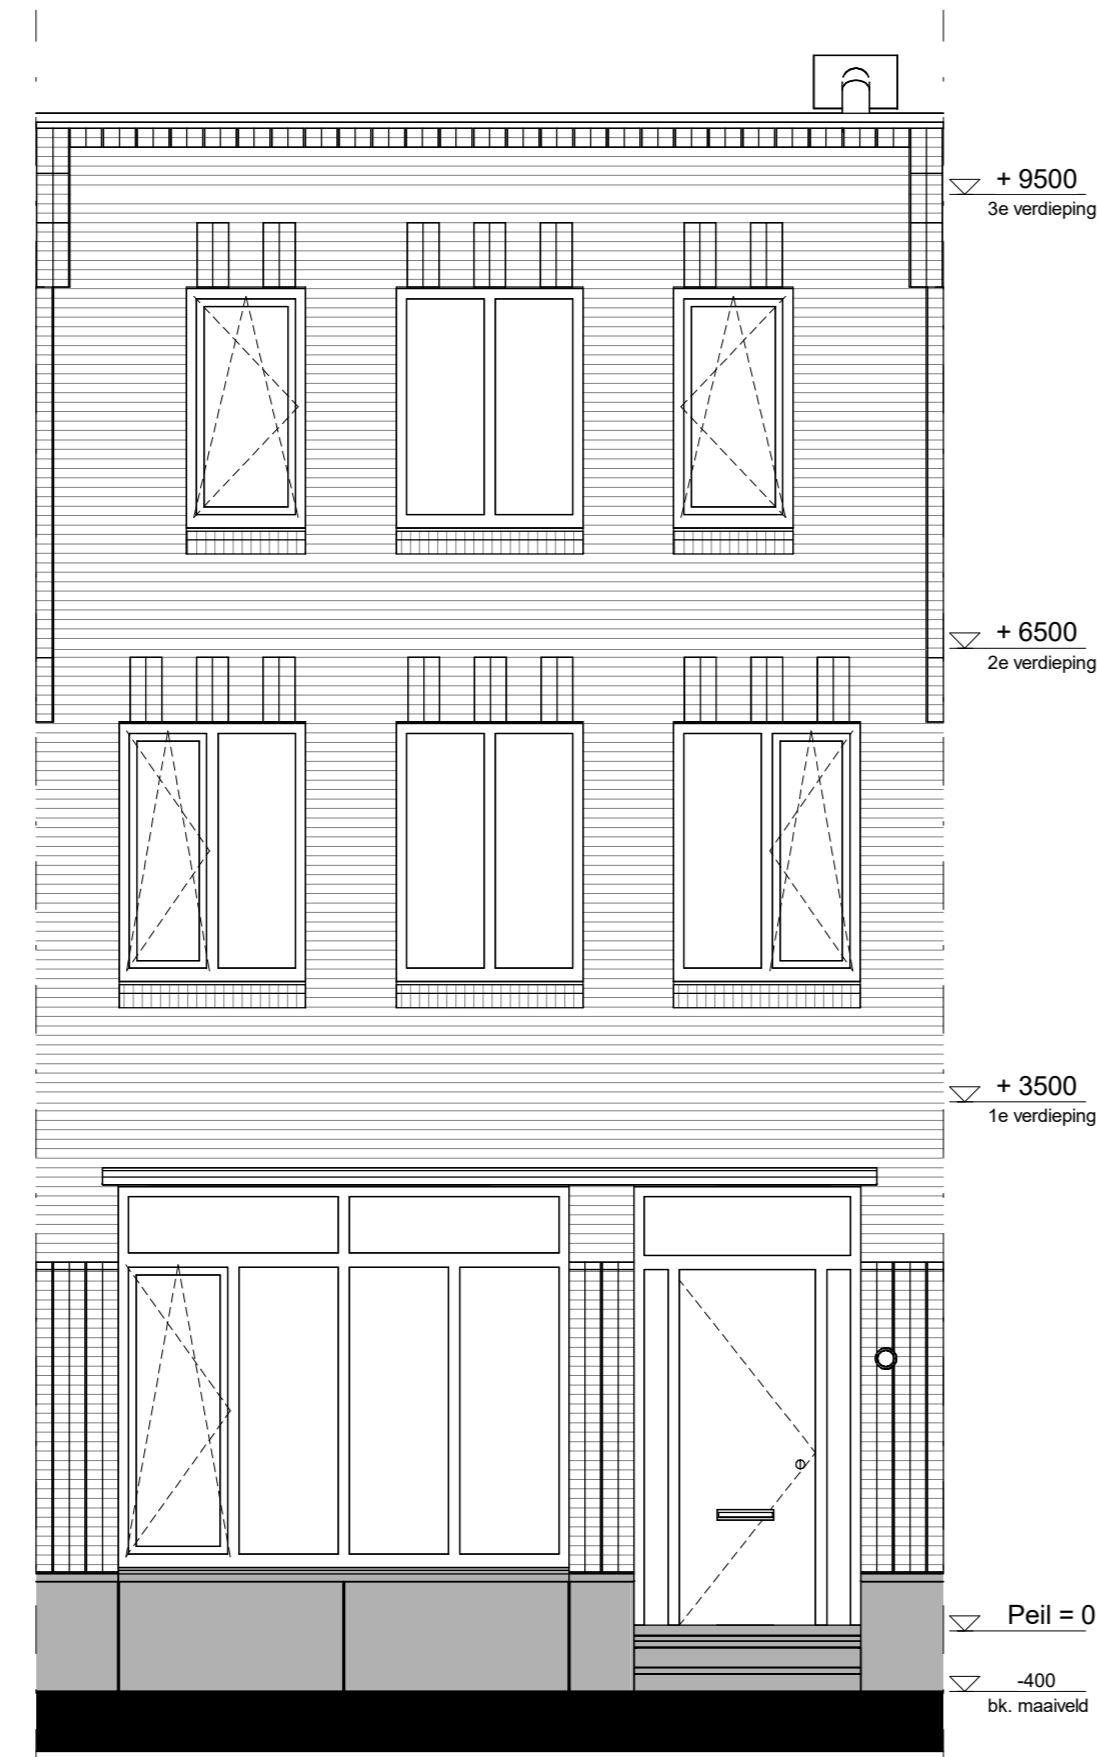 + 9500
3e verdieping
+ 6500
2e verdieping
+ 3500
1e verdieping
Peil = 0
-400
bk. maaiveld